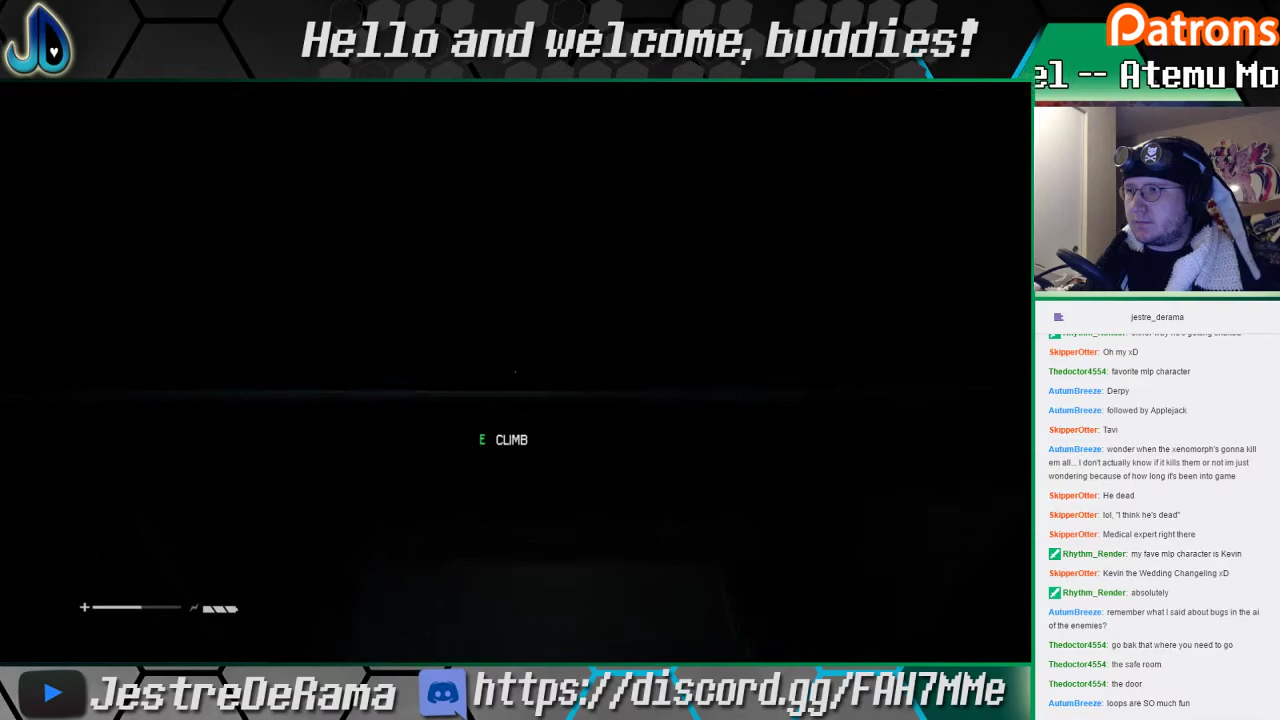 JD
Hello and welcome, buddies!
Patrons
el -- Atemu Mo
E CLIMB
jestre_derama
SkipperOtter: Oh my xD
Thedoctor4554: favorite mlp character
AutumBreeze: Derpy
AutumBreeze: followed by Applejack
SkipperOtter: Tavi
AutumBreeze: wonder when the xenomorph's gonna kill
em all... I don't actually know if it kills them or not im just
wondering because of how long it's been into game
SkipperOtter: He dead
SkipperOtter: lol, "I think he's dead"
SkipperOtter: Medical expert right there
Rhythm_Render: my fave mlp character is Kevin
SkipperOtter: Kevin the Wedding Changeling xD
Rhythm_Render: absolutely
AutumBreeze: remember what I said about bugs in the ai
of the enemies?
Thedoctor4554: go bak that where you need to go
Thedoctor4554: the safe room
Thedoctor4554: the door
AutumBreeze: loops are SO much fun
JestreDeRama
https://discord.gg/FAH7MMe